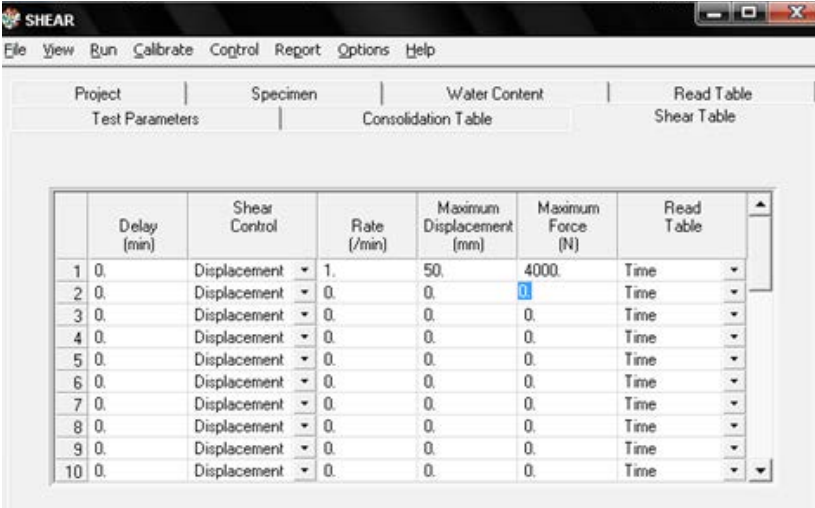 SHEAR
File View Run Calibrate Control Report Options Help
Project Specimen Water Content Read Table
Test Parameters Consolidation Table Shear Table
Delay (min) Shear Control Rate (/min) Maximum Displacement (mm) Maximum Force (N) Read Table
1 0. Displacement 1. 50. 4000. Time
2 0. Displacement 0. 0. 0. Time
3 0. Displacement 0. 0. 0. Time
4 0. Displacement 0. 0. 0. Time
5 0. Displacement 0. 0. 0. Time
6 0. Displacement 0. 0. 0. Time
7 0. Displacement 0. 0. 0. Time
8 0. Displacement 0. 0. 0. Time
9 0. Displacement 0. 0. 0. Time
10 0. Displacement 0. 0. 0. Time